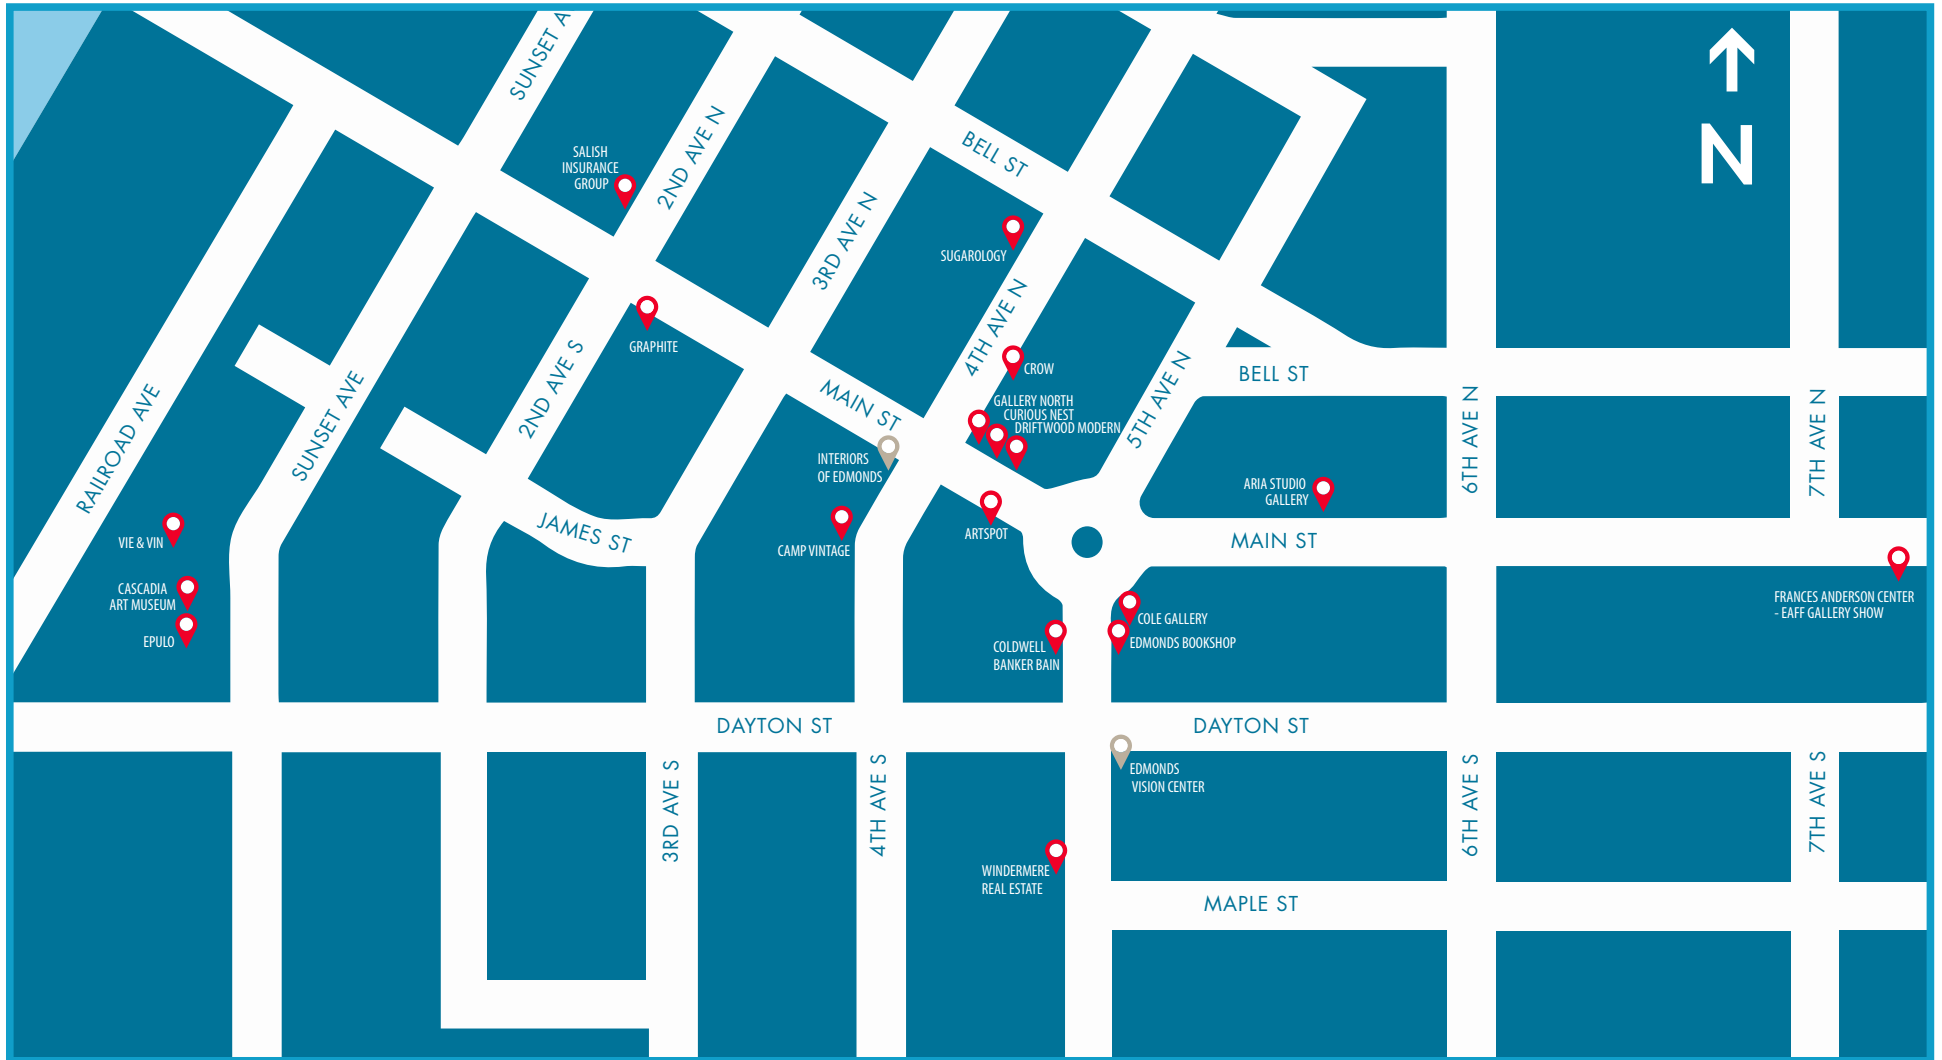 SUNSET A
N
SALISH
INSURANCE
GROUP
2ND AVE N
BELL ST
3RD AVE N
SUGAROLOGY
4TH AVE N
GRAPHITE
2ND AVE S
CROW
5TH AVE N
BELL ST
RAILROAD AVE
SUNSET AVE
MAIN ST
GALLERY NORTH
CURIOUS NEST
DRIFTWOOD MODERN
6TH AVE N
7TH AVE N
INTERIORS
OF EDMONDS
ARIA STUDIO
GALLERY
JAMES ST
VIE & VIN
CAMP VINTAGE
ARTSPOT
MAIN ST
CASCADIA
ART MUSEUM
EPULO
FRANCES ANDERSON CENTER
- EAFF GALLERY SHOW
COLE GALLERY
EDMONDS BOOKSHOP
COLDWELL
BANKER BAIN
DAYTON ST
DAYTON ST
EDMONDS
VISION CENTER
3RD AVE S
4TH AVE S
6TH AVE S
7TH AVE S
WINDERMERE
REAL ESTATE
MAPLE ST